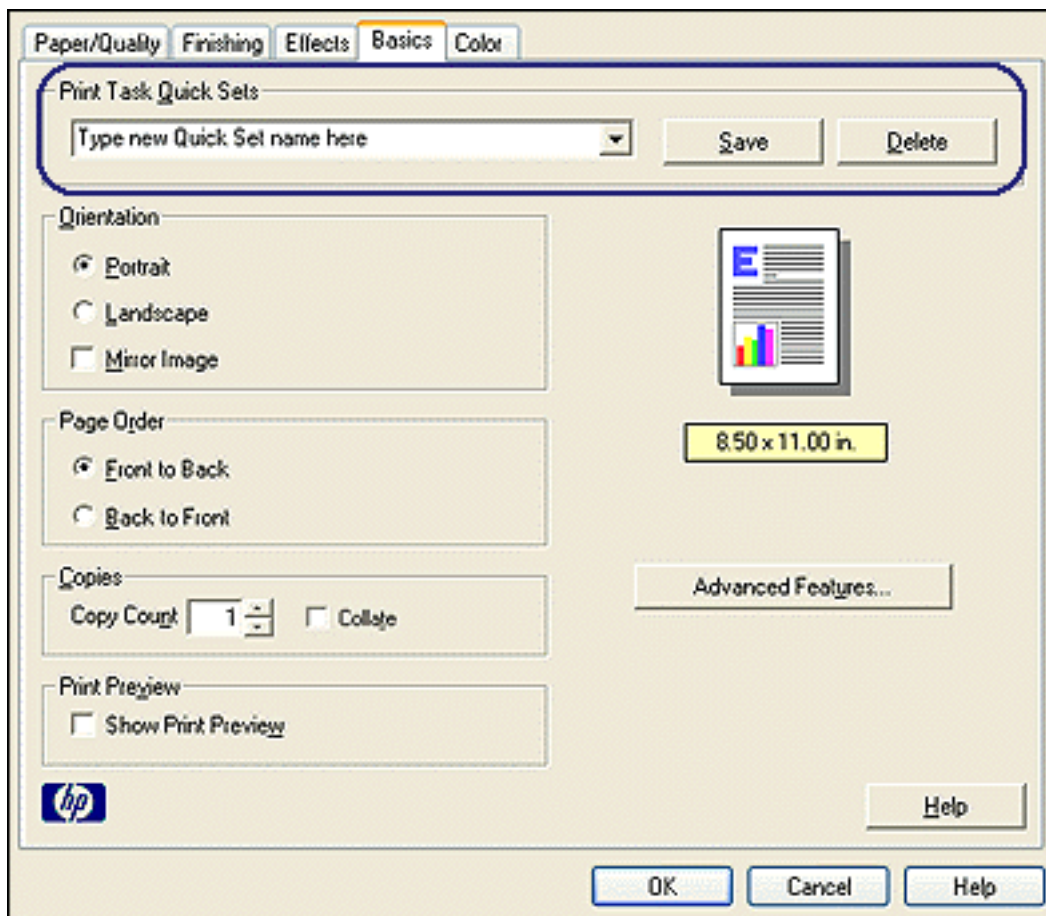 Paper/Quality Finishing Effects Basics Color
Print Task Quick Sets
Type new Quick Set name here Save Delete
Orientation
Portrait
Landscape
Mirror Image
E
8.50 x 11.00 in.
Page Order
Front to Back
Back to Front
Copies
Copy Count 1 Collate
Advanced Features...
Print Preview
Show Print Preview
hp
Help
OK Cancel Help